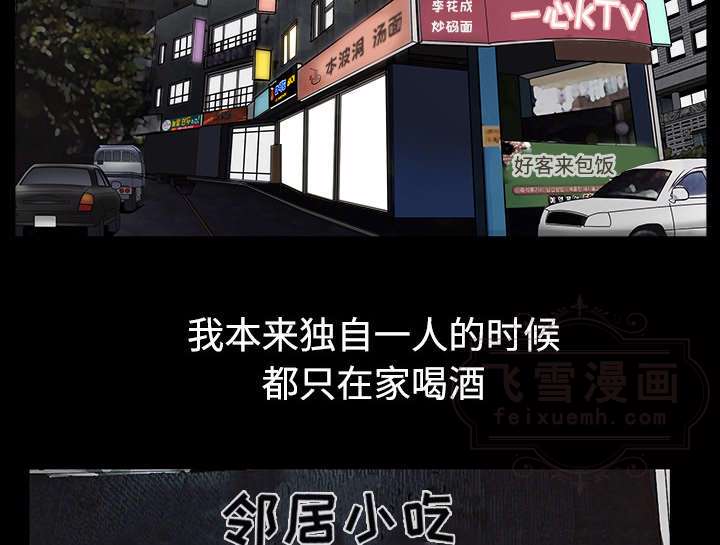 李花成
炒码面
一心KTV
本波洞 汤面
好客来包饭
我本来独自一人的时候
都只在家喝酒
飞雪漫画
feixuemh.com
邻居小吃